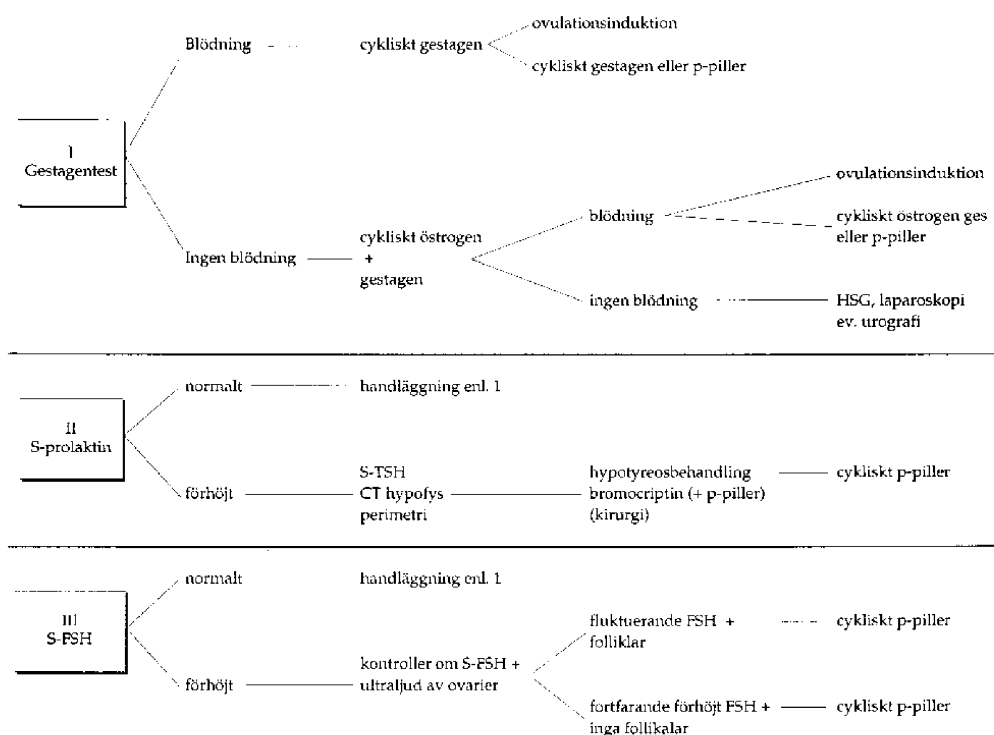 ovulationsinduktion
Blödning
cykliskt gestagen
cykliskt gestagen eller p-piller
I
Gestagentest
ovulationsinduktion
blödning
cykliskt östrogen ges
eller p-piller
cykliskt östrogen
+
gestagen
Ingen blödning
ingen blödning
HSG, laparoskopi
ev. urografi
normalt
handläggning enl. 1
II
S-prolaktin
förhöjt
S-TSH
CT hypofys
perimetri
hypotyreosbehandling
bromocriptin (+ p-piller)
(kirurgi)
cykliskt p-piller
normalt
handläggning enl. 1
III
S-FSH
fluktuerande FSH +
folliklar
cykliskt p-piller
förhöjt
kontroller om S-FSH +
ultraljud av ovarier
fortfarande förhöjt FSH +
inga follikalar
cykliskt p-piller